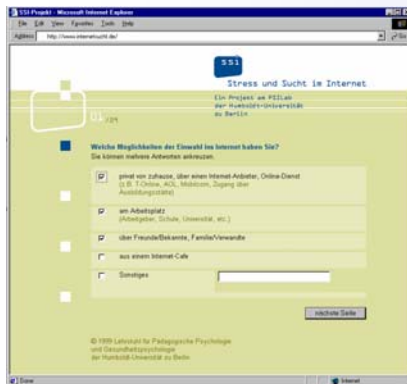 SSI-Projekt - Microsoft Internet Explorer
File Edit View Favorites Tools Help
Address http://www.internetsucht.de/
SSI
Stress und Sucht im Internet
Ein Projekt am PSILab
der Humboldt-Universität
zu Berlin
01 /29
Welche Möglichkeiten der Einwahl ins Internet haben Sie?
Sie können mehrere Antworten ankreuzen.
privat von zuhause, über einen Internet-Anbieter, Online-Dienst
(z.B. T-Online, AOL, Mobilcom, Zugang über
Ausbildungsstätte)
am Arbeitsplatz
(Arbeitgeber, Schule, Universität, etc.)
über Freunde/Bekannte, Familie/Verwandte
aus einem Internet-Cafe
Sonstiges
nächste Seite
© 1999 Lehrstuhl für Pädagogische Psychologie
und Gesundheitspsychologie
der Humboldt-Universität zu Berlin
Done
Internet